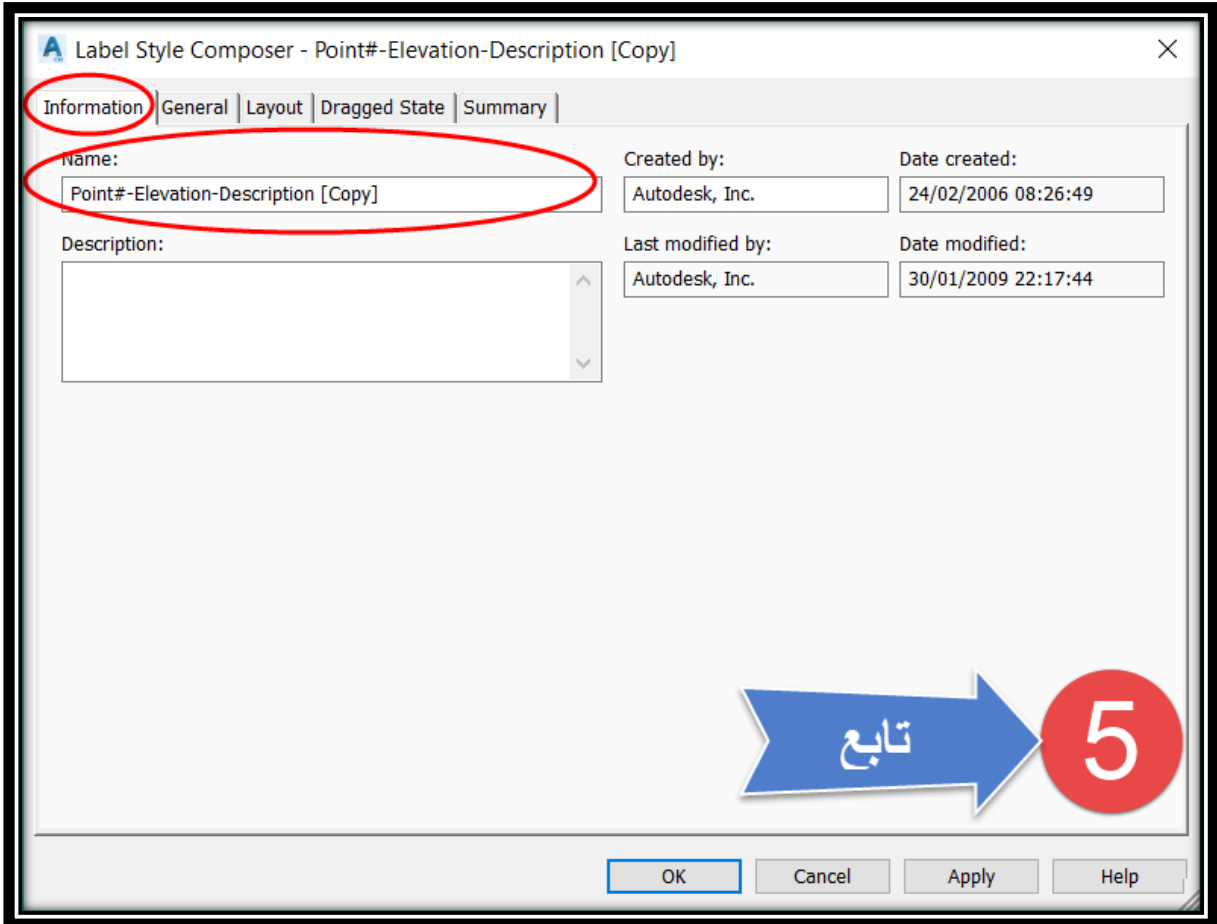 Label Style Composer - Point#-Elevation-Description [Copy]
Information General Layout Dragged State Summary
Name: Created by: Date created:
Point#-Elevation-Description [Copy] Autodesk, Inc. 24/02/2006 08:26:49
Description: Last modified by: Date modified:
Autodesk, Inc. 30/01/2009 22:17:44
تابع 5
OK Cancel Apply Help